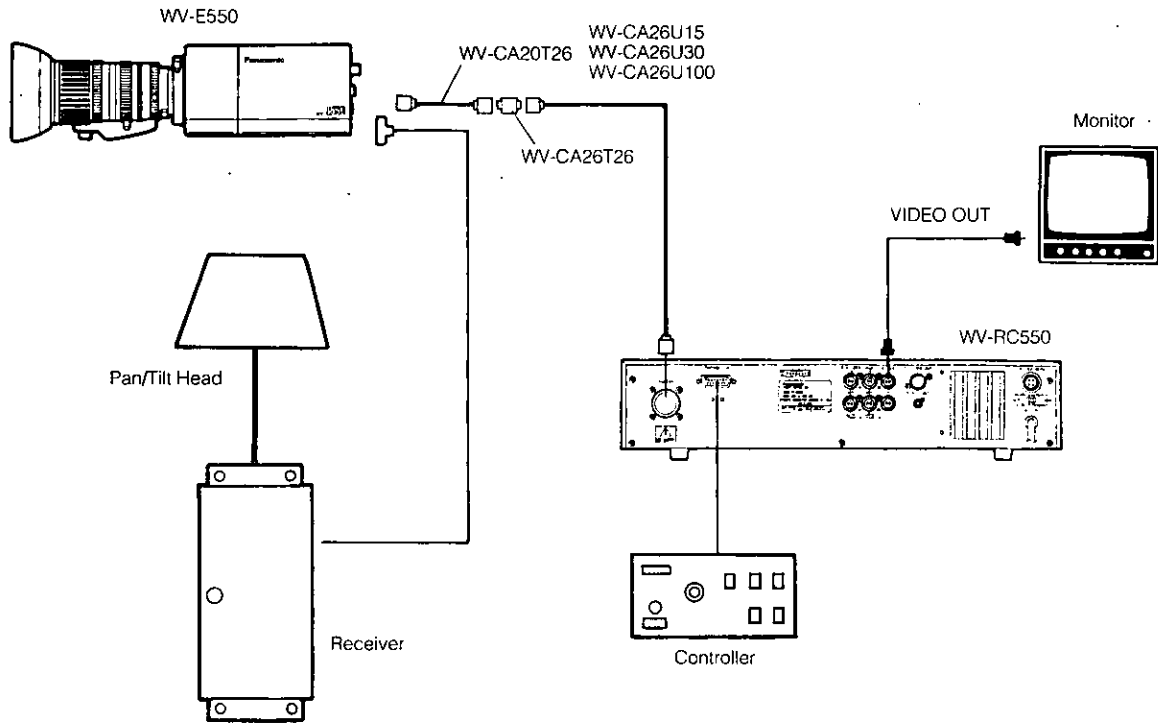 WV-E550
Panasonic
WV-CA20T26
WV-CA26U15
WV-CA26U30
WV-CA26U100
WV-CA26T26
Monitor
VIDEO OUT
WV-RC550
Pan/Tilt Head
Receiver
Controller